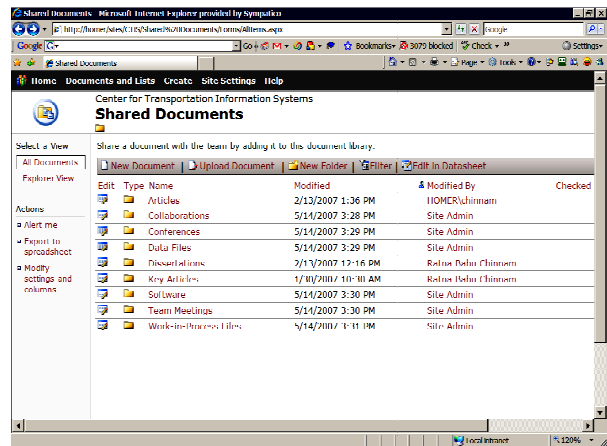 Shared Documents - Microsoft Internet Explorer provided by Sympatico
http://homer/sites/CTIS/Shared%20Documents/Forms/AllItems.aspx
Google
Google G Go Bookmarks 3079 blocked Check » Settings
Shared Documents Page Tools »
Home Documents and Lists Create Site Settings Help
Center for Transportation Information Systems
Shared Documents
Select a View
All Documents
Explorer View
Actions
Alert me
Export to
spreadsheet
Modify
settings and
columns
Share a document with the team by adding it to this document library.
New Document | Upload Document | New Folder | Filter | Edit in Datasheet
Edit Type Name Modified Modified By Checked
Articles 2/13/2007 1:36 PM HOMER\chinnam
Collaborations 5/14/2007 3:28 PM Site Admin
Conferences 5/14/2007 3:29 PM Site Admin
Data Files 5/14/2007 3:29 PM Site Admin
Dissertations 2/13/2007 12:16 PM Ratna Babu Chinnam
Key Articles 1/30/2007 10:30 AM Ratna Babu Chinnam
Software 5/14/2007 3:30 PM Site Admin
Team Meetings 5/14/2007 3:30 PM Site Admin
Work-in-Process Files 5/14/2007 3:31 PM Site Admin
Local intranet 120%